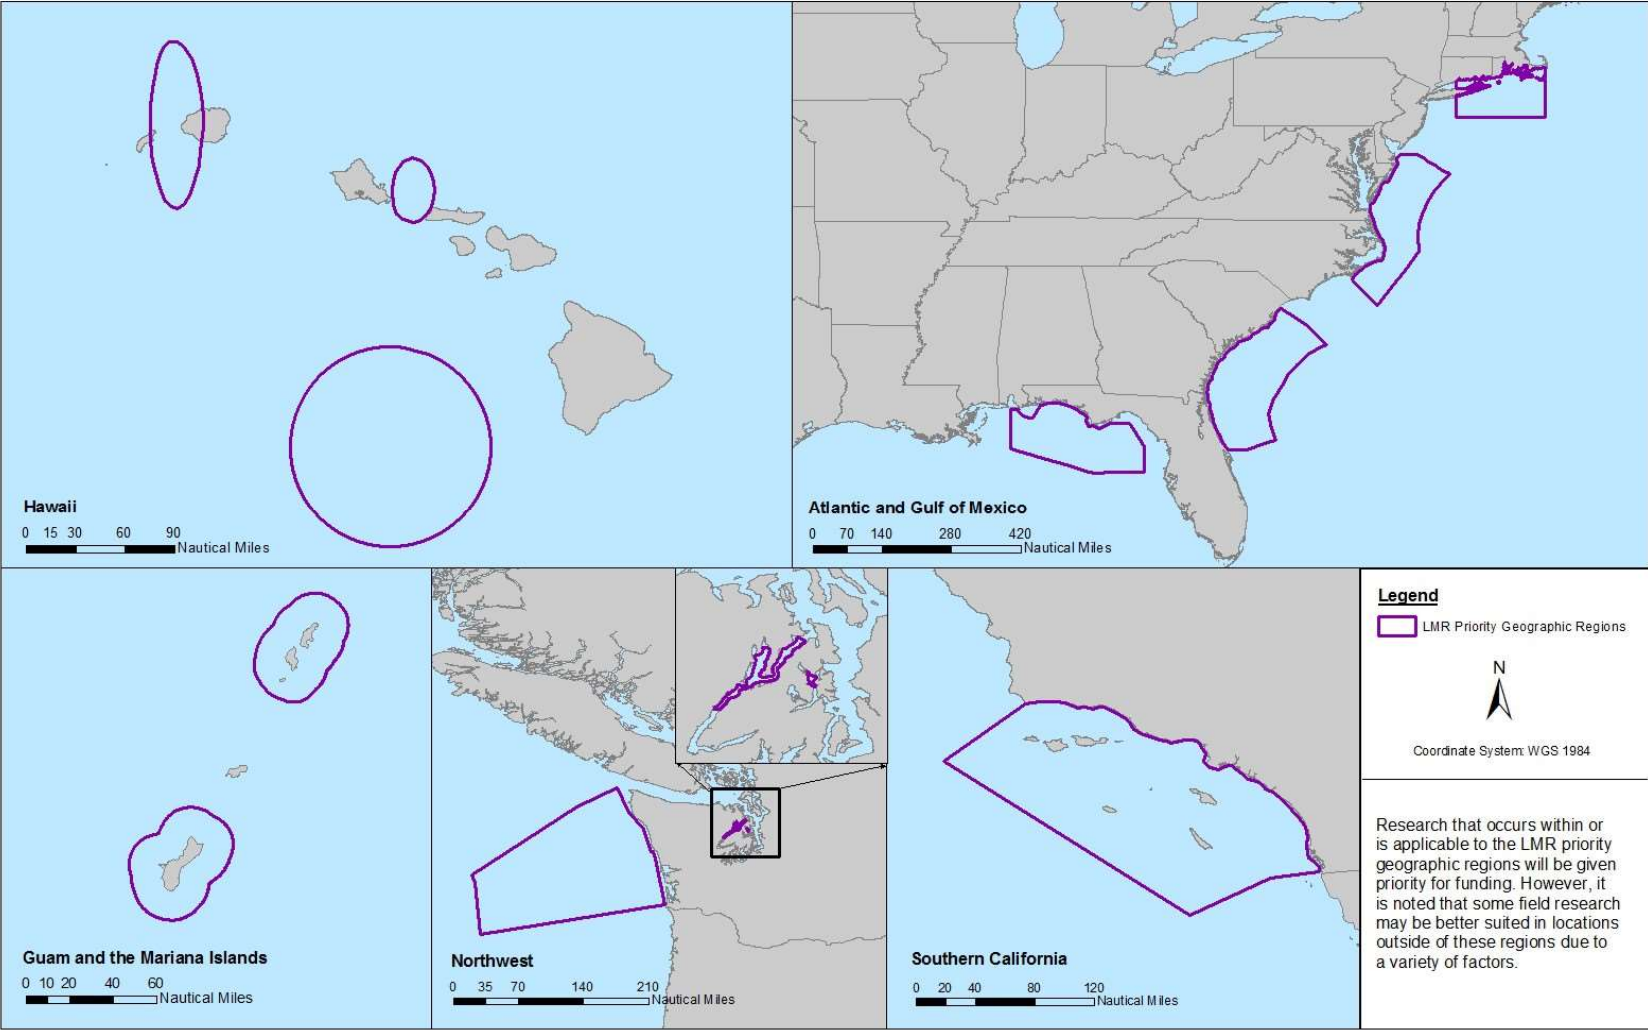 Hawaii
0 15 30 60 90
Nautical Miles
Atlantic and Gulf of Mexico
0 70 140 280 420
Nautical Miles
Guam and the Mariana Islands
0 10 20 40 60
Nautical Miles
Northwest
0 35 70 140 210
Nautical Miles
Southern California
0 20 40 80 120
Nautical Miles
Legend
LMR Priority Geographic Regions
N
Coordinate System: WGS 1984
Research that occurs within or
is applicable to the LMR priority
geographic regions will be given
priority for funding. However, it
is noted that some field research
may be better suited in locations
outside of these regions due to
a variety of factors.